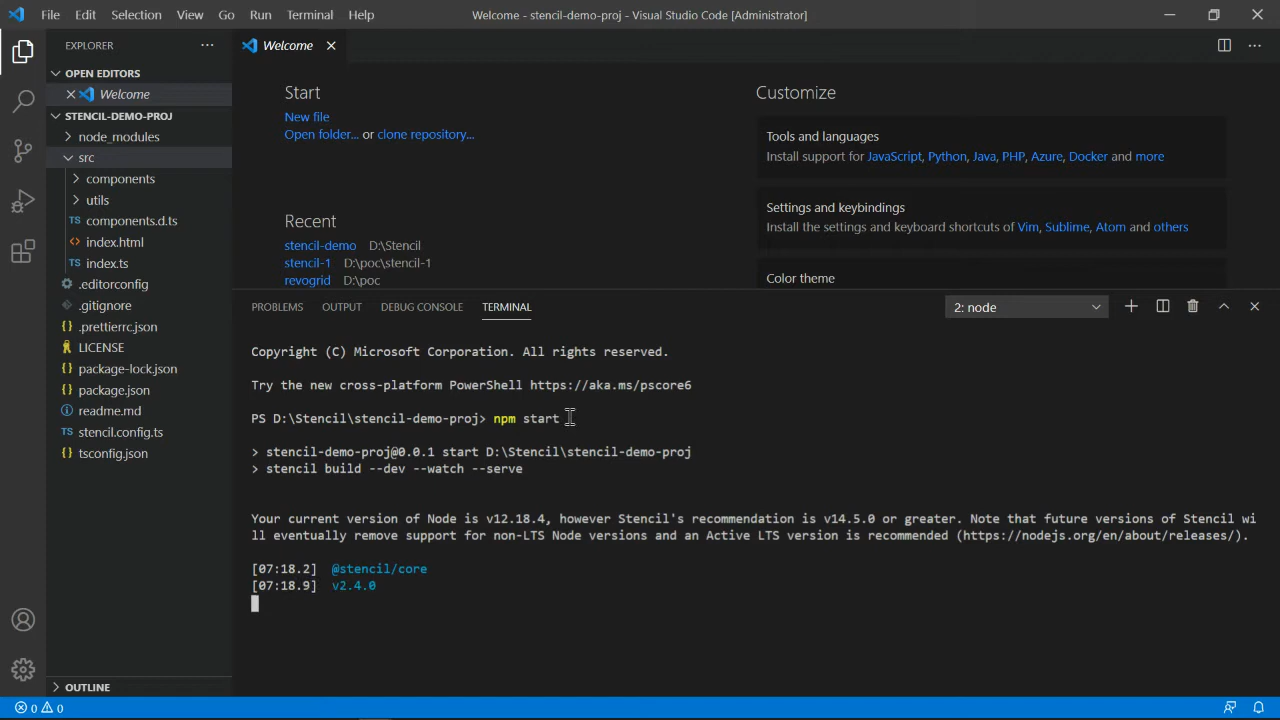 File Edit Selection View Go Run Terminal Help
Welcome - stencil-demo-proj - Visual Studio Code [Administrator]
EXPLORER
OPEN EDITORS
Welcome
STENCIL-DEMO-PROJ
node_modules
src
components
utils
TS components.d.ts
<> index.html
TS index.ts
.editorconfig
.gitignore
{} .prettierrc.json
LICENSE
{} package-lock.json
{} package.json
readme.md
TS stencil.config.ts
tsconfig.json
OUTLINE
Welcome
Start
New file
Open folder... or clone repository...
Recent
stencil-demo D:\Stencil
stencil-1 D:\poc\stencil-1
revogrid D:\poc
Customize
Tools and languages
Install support for JavaScript, Python, Java, PHP, Azure, Docker and more
Settings and keybindings
Install the settings and keyboard shortcuts of Vim, Sublime, Atom and others
Color theme
PROBLEMS OUTPUT DEBUG CONSOLE TERMINAL
2: node
Copyright (C) Microsoft Corporation. All rights reserved.
Try the new cross-platform PowerShell https://aka.ms/pscore6
PS D:\Stencil\stencil-demo-proj> npm start
> stencil-demo-proj@0.0.1 start D:\Stencil\stencil-demo-proj
> stencil build --dev --watch --serve
Your current version of Node is v12.18.4, however Stencil's recommendation is v14.5.0 or greater. Note that future versions of Stencil wi
ll eventually remove support for non-LTS Node versions and an Active LTS version is recommended (https://nodejs.org/en/about/releases/).
[07:18.2] @stencil/core
[07:18.9] v2.4.0
0 0